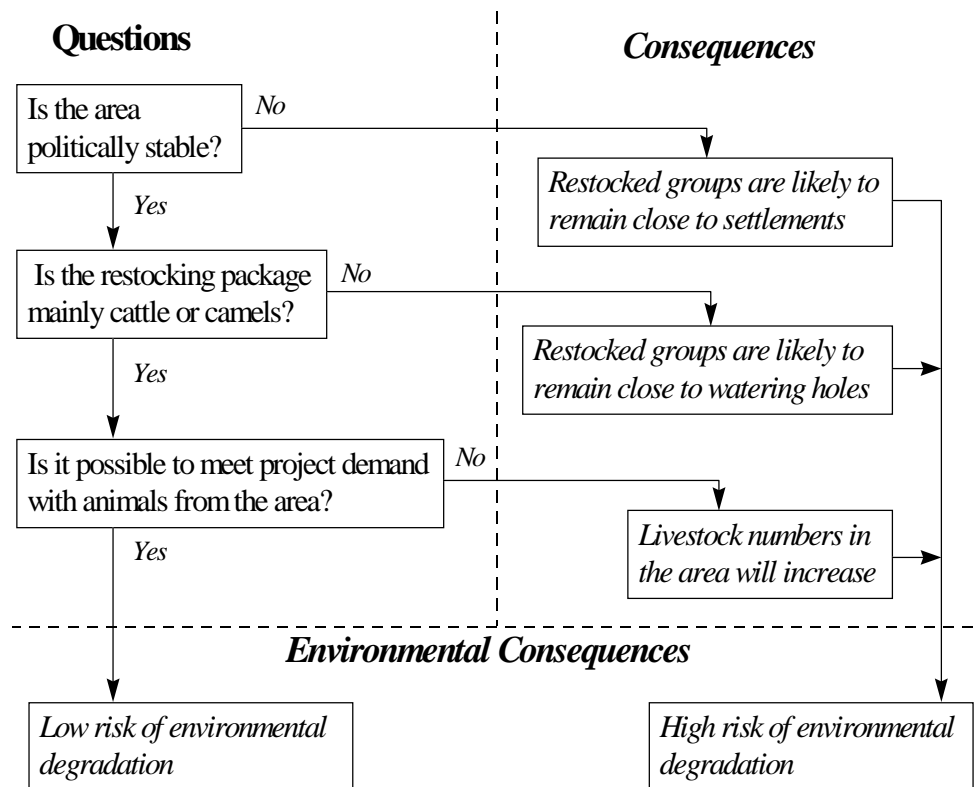 Questions
Consequences
Is the area
politically stable?
No
Restocked groups are likely to
remain close to settlements
Yes
Is the restocking package
mainly cattle or camels?
No
Restocked groups are likely to
remain close to watering holes
Yes
Is it possible to meet project demand
with animals from the area?
No
Livestock numbers in
the area will increase
Yes
Environmental Consequences
Low risk of environmental
degradation
High risk of environmental
degradation